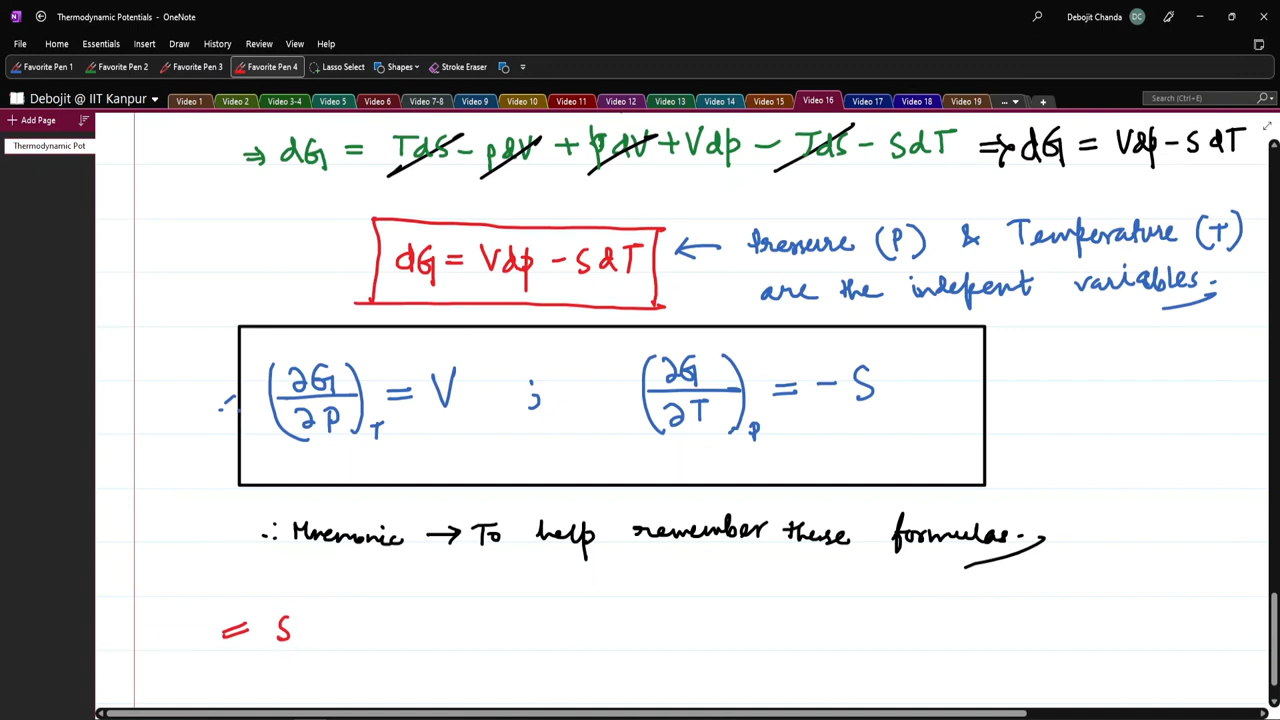 Thermodynamic Potentials - OneNote
Debojit Chanda DC
File Home Essentials Insert Draw History Review View Help
Favorite Pen 1 Favorite Pen 2 Favorite Pen 3 Favorite Pen 4 Lasso Select Shapes Stroke Eraser
Debojit @ IIT Kanpur Video 1 Video 2 Video 3-4 Video 5 Video 6 Video 7-8 Video 9 Video 10 Video 11 Video 12 Video 13 Video 14 Video 15 Video 16 Video 17 Video 18 Video 19 ... Search (Ctrl+E)
Add Page
Thermodynamic Pot
⇒ dG = Tds - pdV + pdV + Vdp - Tds - SdT ⇒ dG = Vdp - SdT
dG = Vdp - SdT ← Pressure (P) & Temperature (T)
are the indepent variables.
∴ (∂G/∂P)_T = V ; (∂G/∂T)_P = - S
∴ Mnemonic → To help remember these formulas.
= S